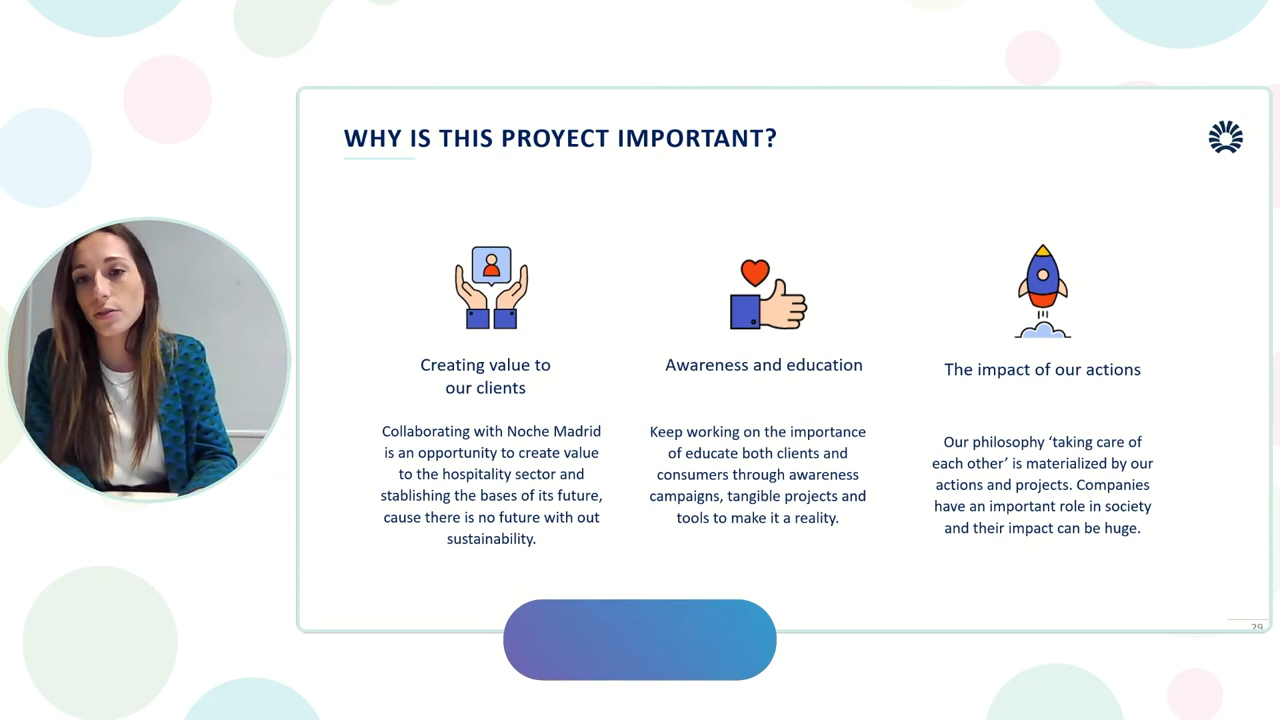 WHY IS THIS PROYECT IMPORTANT?
Creating value to
our clients
Collaborating with Noche Madrid
is an opportunity to create value
to the hospitality sector and
stablishing the bases of its future,
cause there is no future with out
sustainability.
Awareness and education
Keep working on the importance
of educate both clients and
consumers through awareness
campaigns, tangible projects and
tools to make it a reality.
The impact of our actions
Our philosophy ‘taking care of
each other’ is materialized by our
actions and projects. Companies
have an important role in society
and their impact can be huge.
29